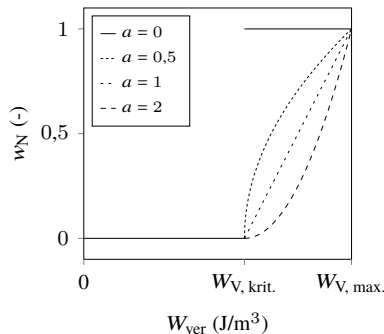 1
a = 0
a = 0,5
a = 1
a = 2
0,5
0
w_N (-)
0 W_V, krit. W_V, max.
W_ver (J/m³)